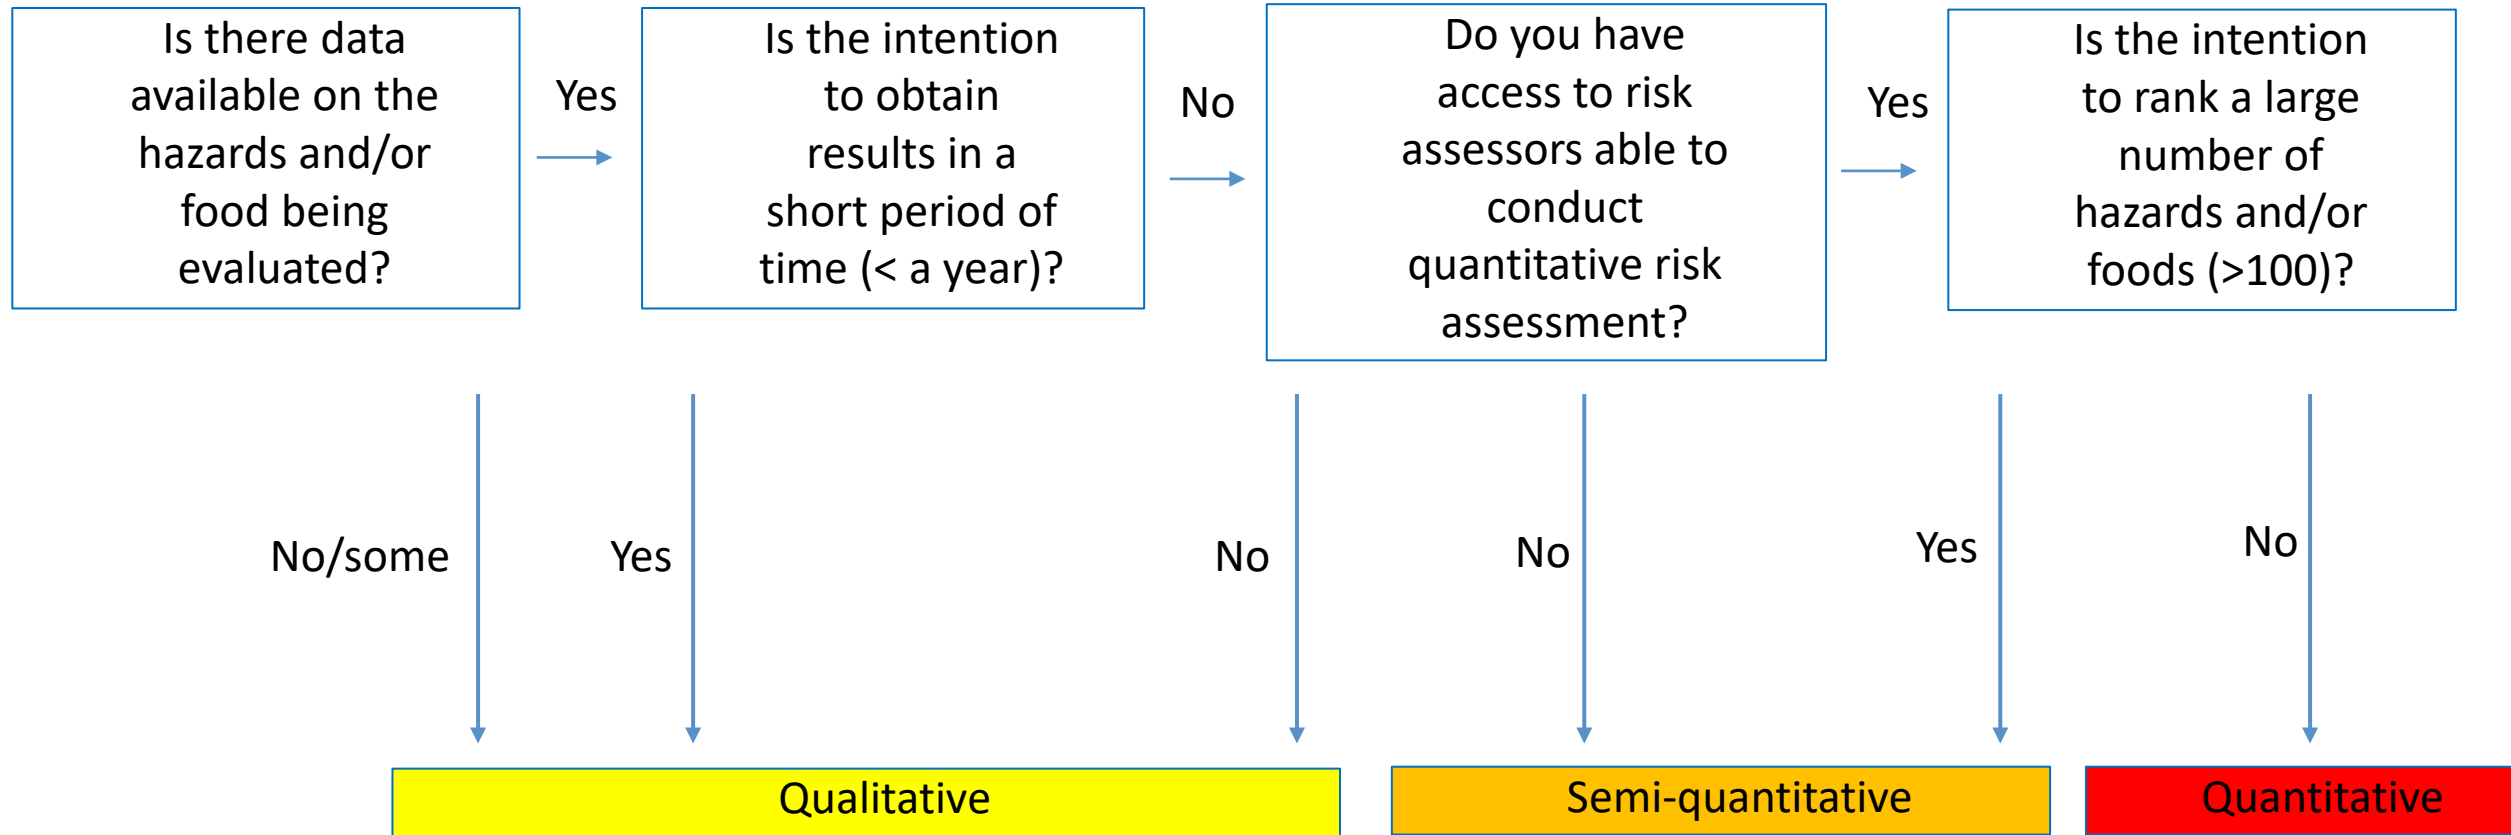 Is there data
available on the
hazards and/or
food being
evaluated?
Yes
Is the intention
to obtain
results in a
short period of
time (< a year)?
No
Do you have
access to risk
assessors able to
conduct
quantitative risk
assessment?
Yes
Is the intention
to rank a large
number of
hazards and/or
foods (>100)?
No/some
Yes
No
No
Yes
No
Qualitative
Semi-quantitative
Quantitative